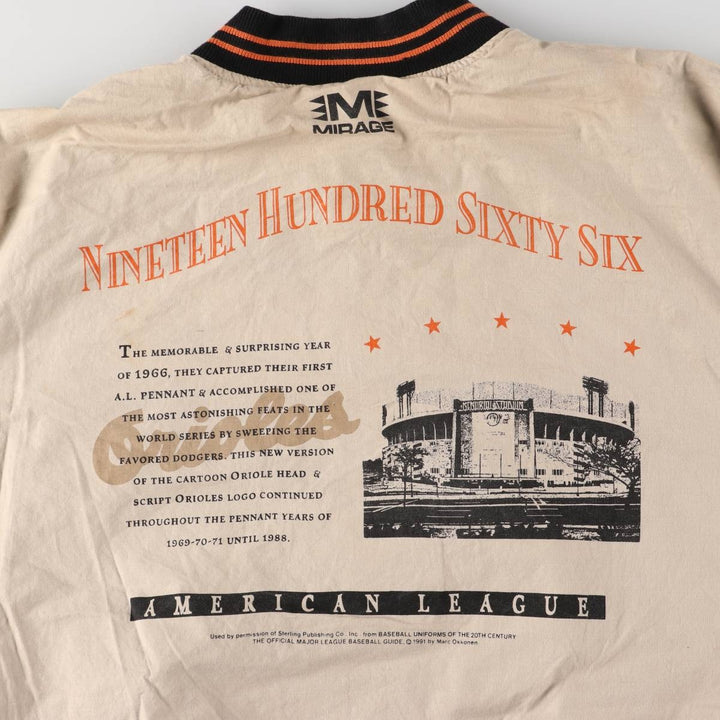 M
MIRAGE
NINETEEN HUNDRED SIXTY SIX
THE MEMORABLE & SURPRISING YEAR
OF 1966, THEY CAPTURED THEIR FIRST
A.L. PENNANT & ACCOMPLISHED ONE OF
THE MOST ASTONISHING FEATS IN THE
WORLD SERIES BY SWEEPING THE
FAVORED DODGERS. THIS NEW VERSION
OF THE CARTOON ORIOLE HEAD &
SCRIPT ORIOLES LOGO CONTINUED
THROUGHOUT THE PENNANT YEARS OF
1969-70-71 UNTIL 1988.
Orioles
MEMORIAL STADIUM
AMERICAN LEAGUE
Used by permission of Sterling Publishing Co., Inc. from BASEBALL UNIFORMS OF THE 20TH CENTURY
THE OFFICIAL MAJOR LEAGUE BASEBALL GUIDE, © 1991 by Marc Okkonen